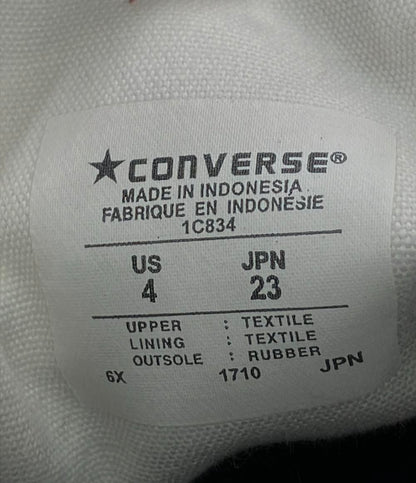 ★CONVERSE®
MADE IN INDONESIA
FABRIQUE EN INDONÉSIE
1C834
US JPN
4 23
UPPER : TEXTILE
LINING : TEXTILE
OUTSOLE : RUBBER
6X 1710 JPN